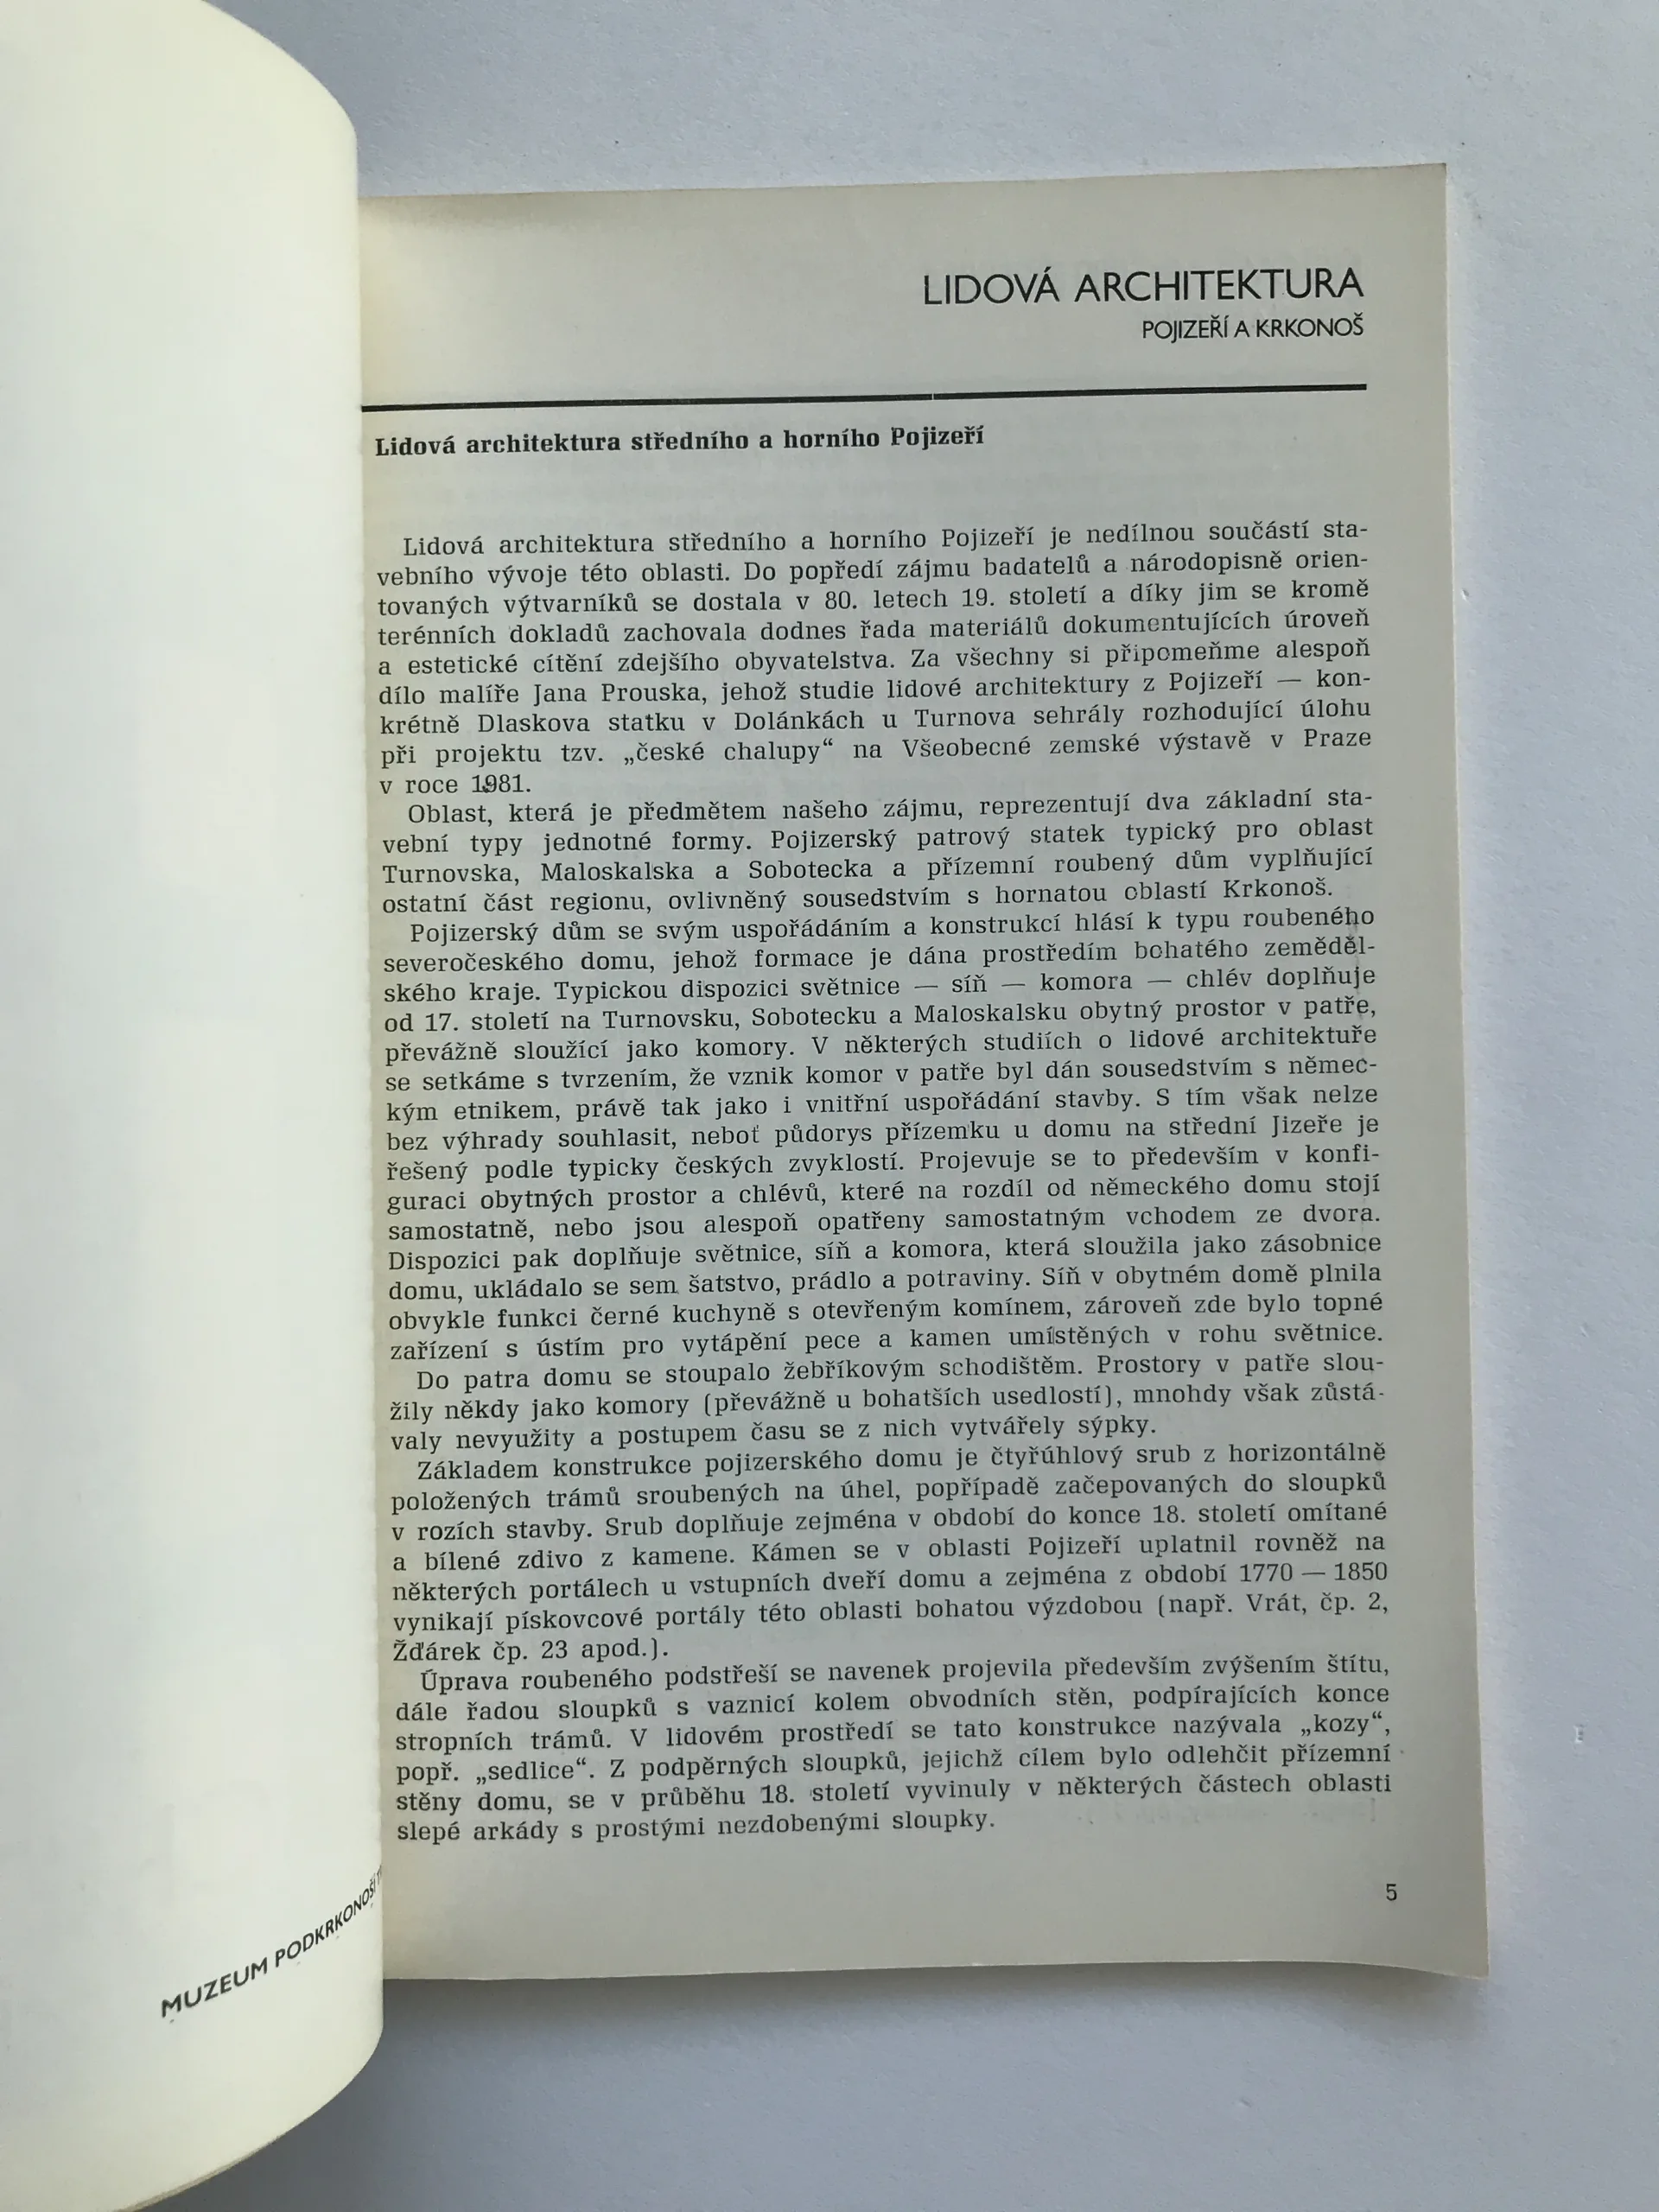 LIDOVÁ ARCHITEKTURA
POJIZEŘÍ A KRKONOŠ
Lidová architektura středního a horního Pojizeří
Lidová architektura středního a horního Pojizeří je nedílnou součástí sta-
vebního vývoje této oblasti. Do popředí zájmu badatelů a národopisně orien-
tovaných výtvarníků se dostala v 80. letech 19. století a díky jim se kromě
terénních dokladů zachovala dodnes řada materiálů dokumentujících úroveň
a estetické cítění zdejšího obyvatelstva. Za všechny si připomeňme alespoň
dílo malíře Jana Prouska, jehož studie lidové architektury z Pojizeří — kon-
krétně Dlaskova statku v Dolánkách u Turnova sehrály rozhodující úlohu
při projektu tzv. „české chalupy“ na Všeobecné zemské výstavě v Praze
v roce 1981.
Oblast, která je předmětem našeho zájmu, reprezentují dva základní sta-
vební typy jednotné formy. Pojizerský patrový statek typický pro oblast
Turnovska, Maloskalska a Sobotecka a přízemní roubený dům vyplňující
ostatní část regionu, ovlivněný sousedstvím s hornatou oblastí Krkonoš.
Pojizerský dům se svým uspořádáním a konstrukcí hlásí k typu roubeného
severočeského domu, jehož formace je dána prostředím bohatého zeměděl-
ského kraje. Typickou dispozici světnice — síň — komora — chlév doplňuje
od 17. století na Turnovsku, Sobotecku a Maloskalsku obytný prostor v patře,
převážně sloužící jako komory. V některých studiích o lidové architektuře
se setkáme s tvrzením, že vznik komor v patře byl dán sousedstvím s němec-
kým etnikem, právě tak jako i vnitřní uspořádání stavby. S tím však nelze
bez výhrady souhlasit, neboť půdorys přízemku u domu na střední Jizeře je
řešený podle typicky českých zvyklostí. Projevuje se to především v konfi-
guraci obytných prostor a chlévů, které na rozdíl od německého domu stojí
samostatně, nebo jsou alespoň opatřeny samostatným vchodem ze dvora.
Dispozici pak doplňuje světnice, síň a komora, která sloužila jako zásobnice
domu, ukládalo se sem šatstvo, prádlo a potraviny. Síň v obytném domě plnila
obvykle funkci černé kuchyně s otevřeným komínem, zároveň zde bylo topné
zařízení s ústím pro vytápění pece a kamen umístěných v rohu světnice.
Do patra domu se stoupalo žebříkovým schodištěm. Prostory v patře slou-
žily někdy jako komory (převážně u bohatších usedlostí), mnohdy však zůstá-
valy nevyužity a postupem času se z nich vytvářely sýpky.
Základem konstrukce pojizerského domu je čtyřúhlový srub z horizontálně
položených trámů sroubených na úhel, popřípadě začepovaných do sloupků
v rozích stavby. Srub doplňuje zejména v období do konce 18. století omítané
a bílené zdivo z kamene. Kámen se v oblasti Pojizeří uplatnil rovněž na
některých portálech u vstupních dveří domu a zejména z období 1770 — 1850
vynikají pískovcové portály této oblasti bohatou výzdobou (např. Vrát, čp. 2,
Žďárek čp. 23 apod.).
Úprava roubeného podstřeší se navenek projevila především zvýšením štítu,
dále řadou sloupků s vaznicí kolem obvodních stěn, podpírajících konce
stropních trámů. V lidovém prostředí se tato konstrukce nazývala „kozy“,
popř. „sedlice“. Z podpěrných sloupků, jejichž cílem bylo odlehčit přízemní
stěny domu, se v průběhu 18. století vyvinuly v některých částech oblasti
slepé arkády s prostými nezdobenými sloupky.
5
MUZEUM PODKRKONOŠÍ